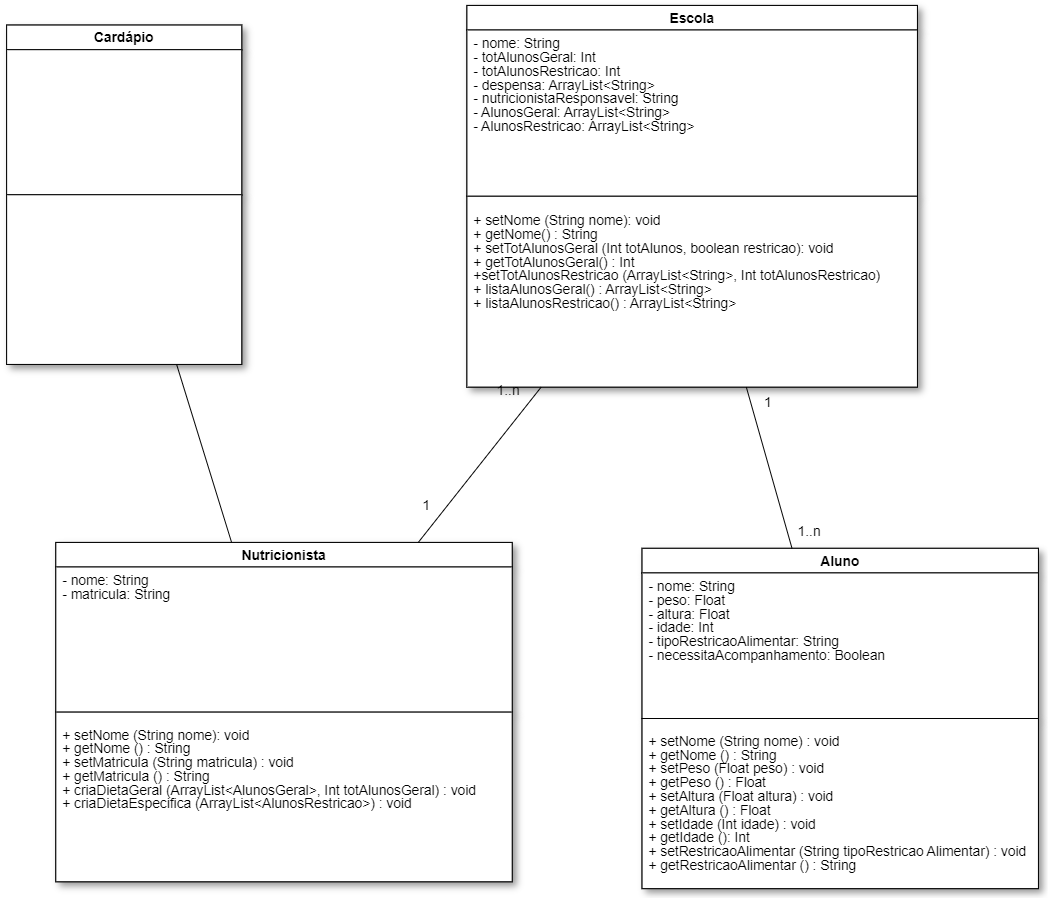 Cardápio
Escola
- nome: String
- totAlunosGeral: Int
- totAlunosRestricao: Int
- despensa: ArrayList<String>
- nutricionistaResponsavel: String
- AlunosGeral: ArrayList<String>
- AlunosRestricao: ArrayList<String>
+ setNome (String nome): void
+ getNome() : String
+ setTotAlunosGeral (Int totAlunos, boolean restricao): void
+ getTotAlunosGeral() : Int
+setTotAlunosRestricao (ArrayList<String>, Int totAlunosRestricao)
+ listaAlunosGeral() : ArrayList<String>
+ listaAlunosRestricao() : ArrayList<String>
1..n
1
1
1..n
Nutricionista
- nome: String
- matricula: String
+ setNome (String nome): void
+ getNome () : String
+ setMatricula (String matricula) : void
+ getMatricula () : String
+ criaDietaGeral (ArrayList<AlunosGeral>, Int totAlunosGeral) : void
+ criaDietaEspecifica (ArrayList<AlunosRestricao>) : void
Aluno
- nome: String
- peso: Float
- altura: Float
- idade: Int
- tipoRestricaoAlimentar: String
- necessitaAcompanhamento: Boolean
+ setNome (String nome) : void
+ getNome () : String
+ setPeso (Float peso) : void
+ getPeso () : Float
+ setAltura (Float altura) : void
+ getAltura () : Float
+ setIdade (Int idade) : void
+ getIdade (): Int
+ setRestricaoAlimentar (String tipoRestricao Alimentar) : void
+ getRestricaoAlimentar () : String